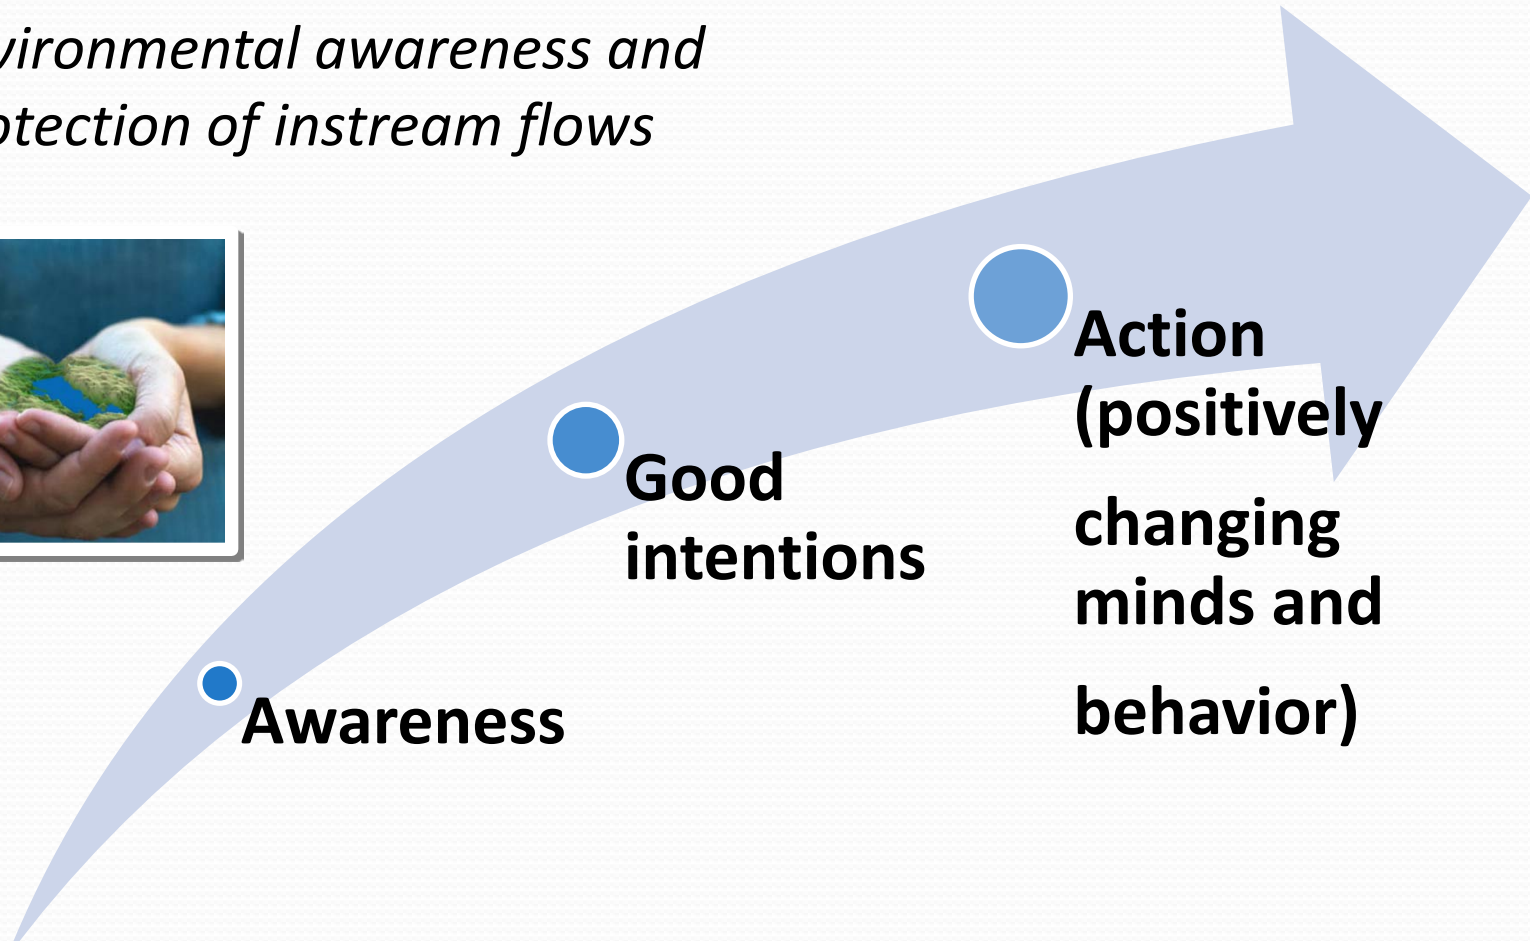 vironmental awareness and
otection of instream flows
Action
(positively
changing
minds and
behavior)
Good
intentions
Awareness